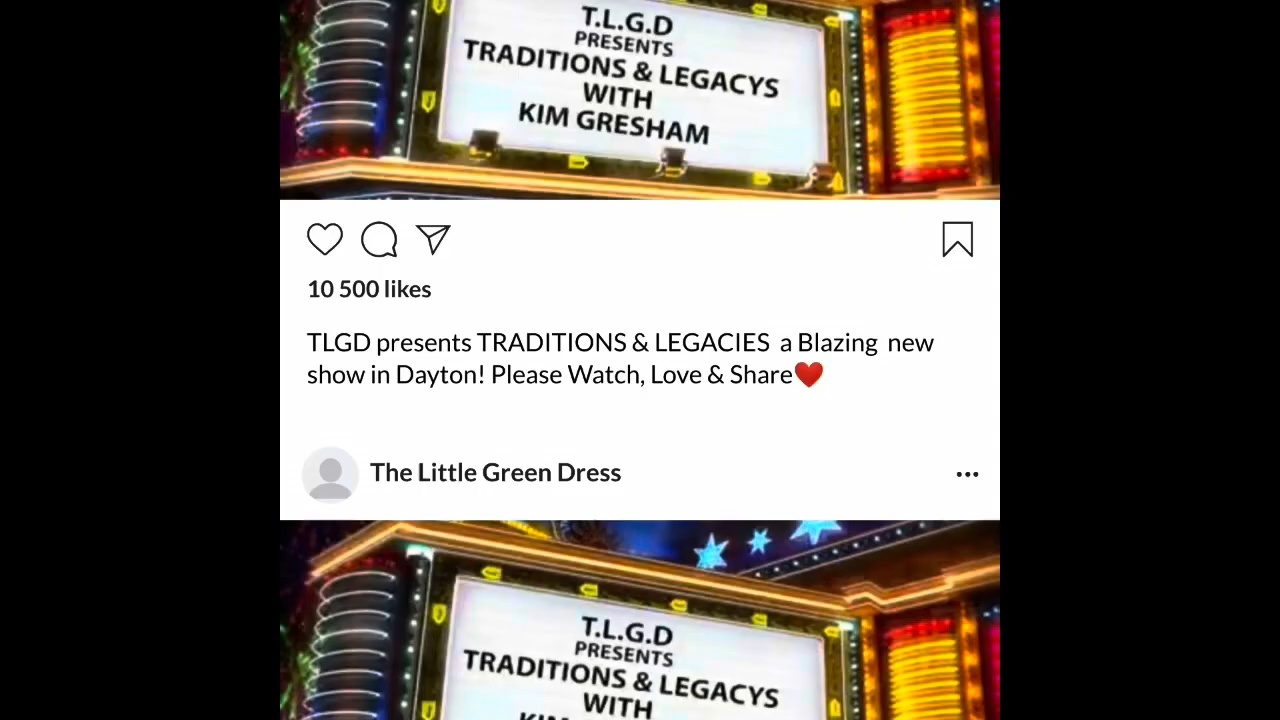 T.L.G.D
PRESENTS
TRADITIONS & LEGACYS
WITH
KIM GRESHAM
10 500 likes
TLGD presents TRADITIONS & LEGACIES a Blazing new
show in Dayton! Please Watch, Love & Share❤️
The Little Green Dress
T.L.G.D
PRESENTS
TRADITIONS & LEGACYS
WITH